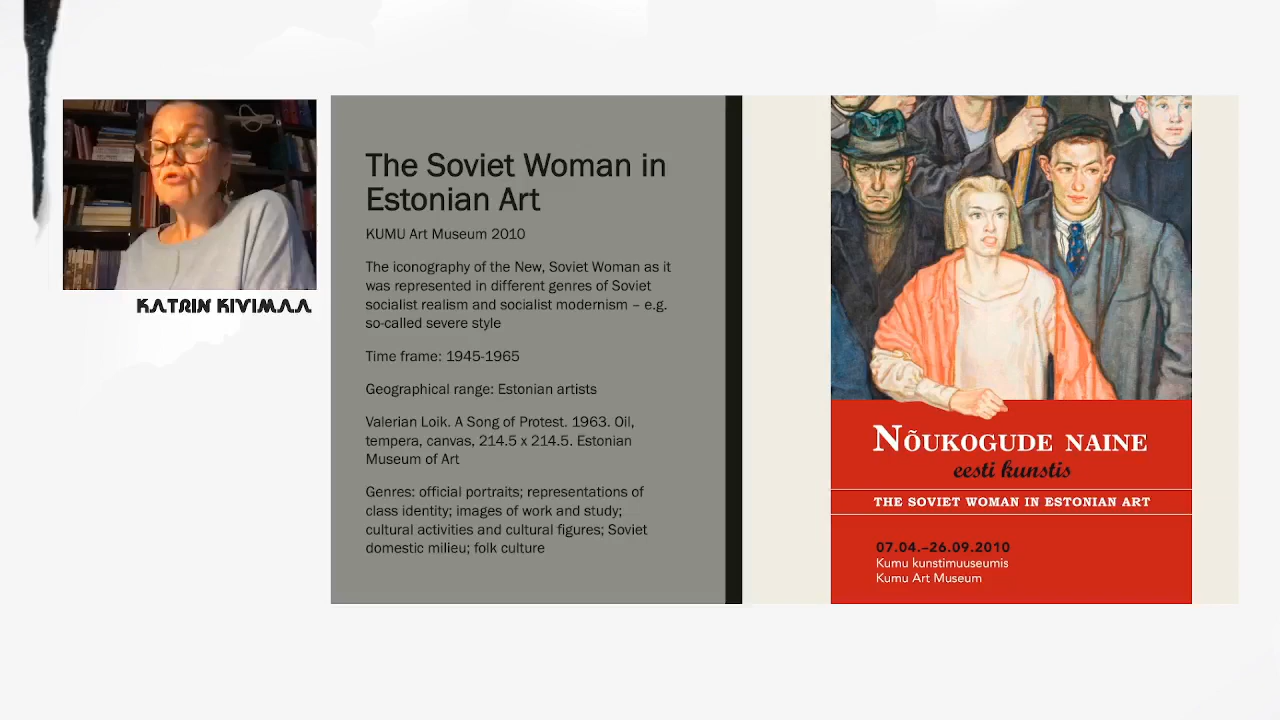 KATRIN KIVIMAA
The Soviet Woman in
Estonian Art
KUMU Art Museum 2010
The iconography of the New, Soviet Woman as it
was represented in different genres of Soviet
socialist realism and socialist modernism – e.g.
so-called severe style
Time frame: 1945-1965
Geographical range: Estonian artists
Valerian Loik. A Song of Protest. 1963. Oil,
tempera, canvas, 214.5 x 214.5. Estonian
Museum of Art
Genres: official portraits; representations of
class identity; images of work and study;
cultural activities and cultural figures; Soviet
domestic milieu; folk culture
NÕUKOGUDE NAINE
eesti kunstis
THE SOVIET WOMAN IN ESTONIAN ART
07.04.–26.09.2010
Kumu kunstimuuseumis
Kumu Art Museum